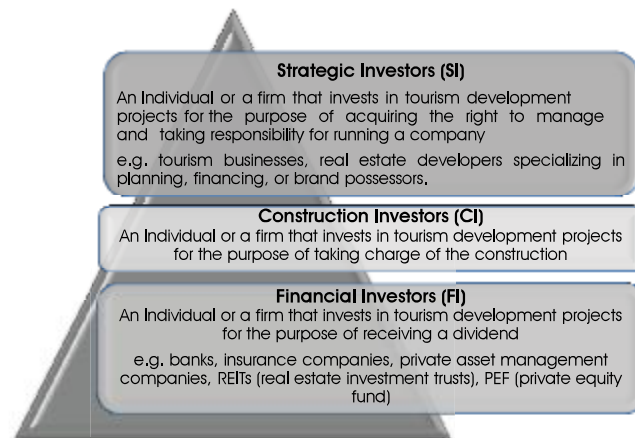 Strategic Investors (SI)
An Individual or a firm that invests in tourism development
projects for the purpose of acquiring the right to manage
and taking responsibility for running a company
e.g. tourism businesses, real estate developers specializing in
planning, financing, or brand possessors.
Construction Investors (CI)
An Individual or a firm that invests in tourism development projects
for the purpose of taking charge of the construction
Financial Investors (FI)
An Individual or a firm that invests in tourism development projects
for the purpose of receiving a dividend
e.g. banks, insurance companies, private asset management
companies, REITs (real estate investment trusts), PEF (private equity
fund)